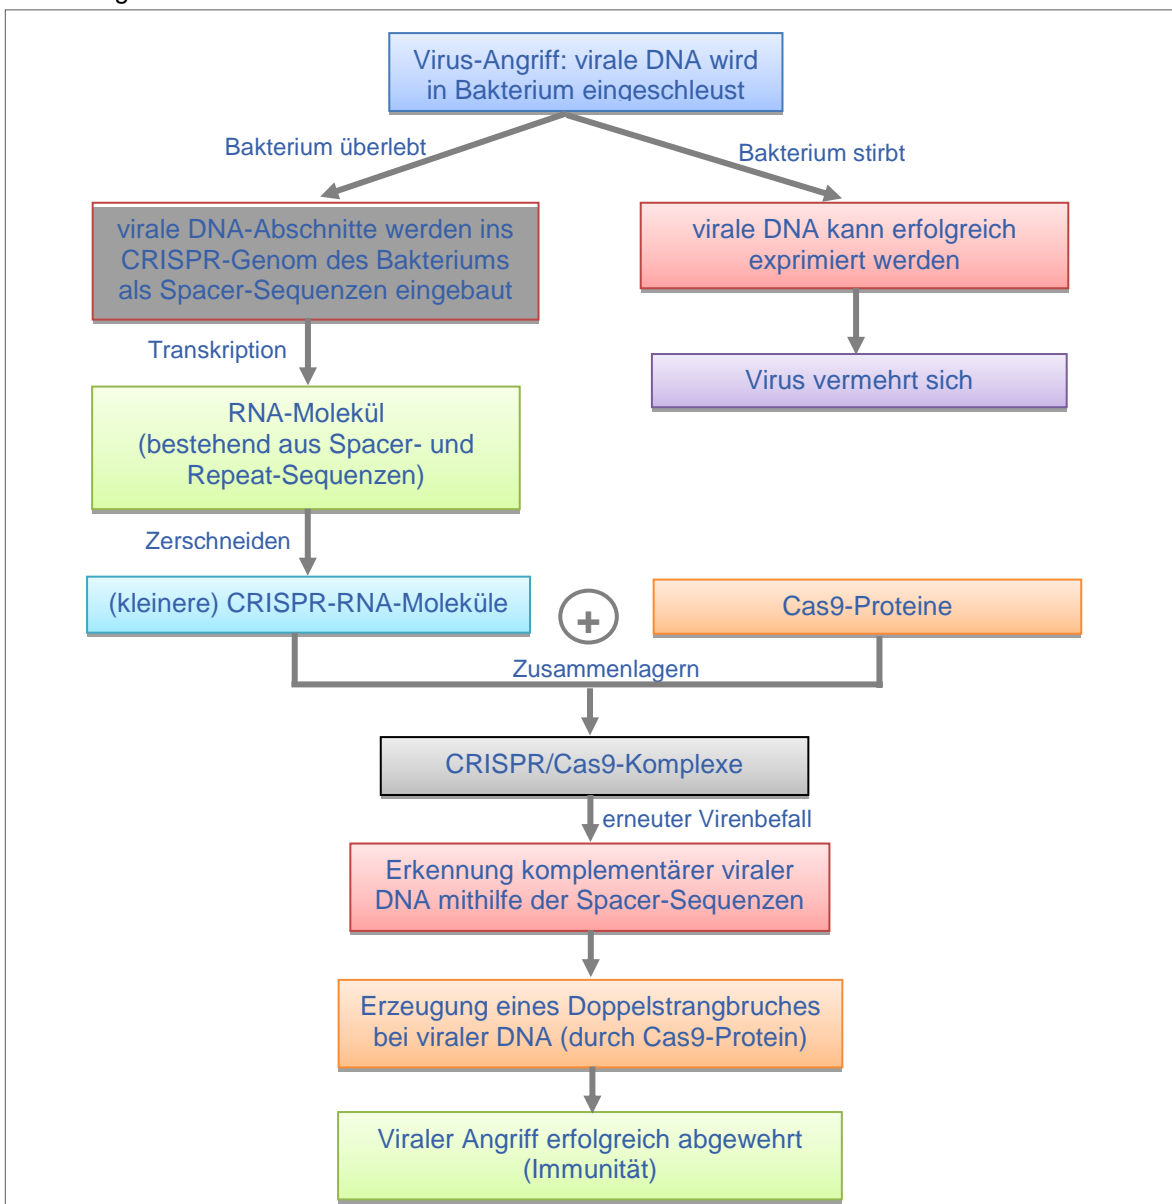 Virus-Angriff: virale DNA wird
in Bakterium eingeschleust
Bakterium überlebt
Bakterium stirbt
virale DNA-Abschnitte werden ins
CRISPR-Genom des Bakteriums
als Spacer-Sequenzen eingebaut
virale DNA kann erfolgreich
exprimiert werden
Transkription
Virus vermehrt sich
RNA-Molekül
(bestehend aus Spacer- und
Repeat-Sequenzen)
Zerschneiden
(kleinere) CRISPR-RNA-Moleküle
+
Cas9-Proteine
Zusammenlagern
CRISPR/Cas9-Komplexe
erneuter Virenbefall
Erkennung komplementärer viraler
DNA mithilfe der Spacer-Sequenzen
Erzeugung eines Doppelstrangbruches
bei viraler DNA (durch Cas9-Protein)
Viraler Angriff erfolgreich abgewehrt
(Immunität)